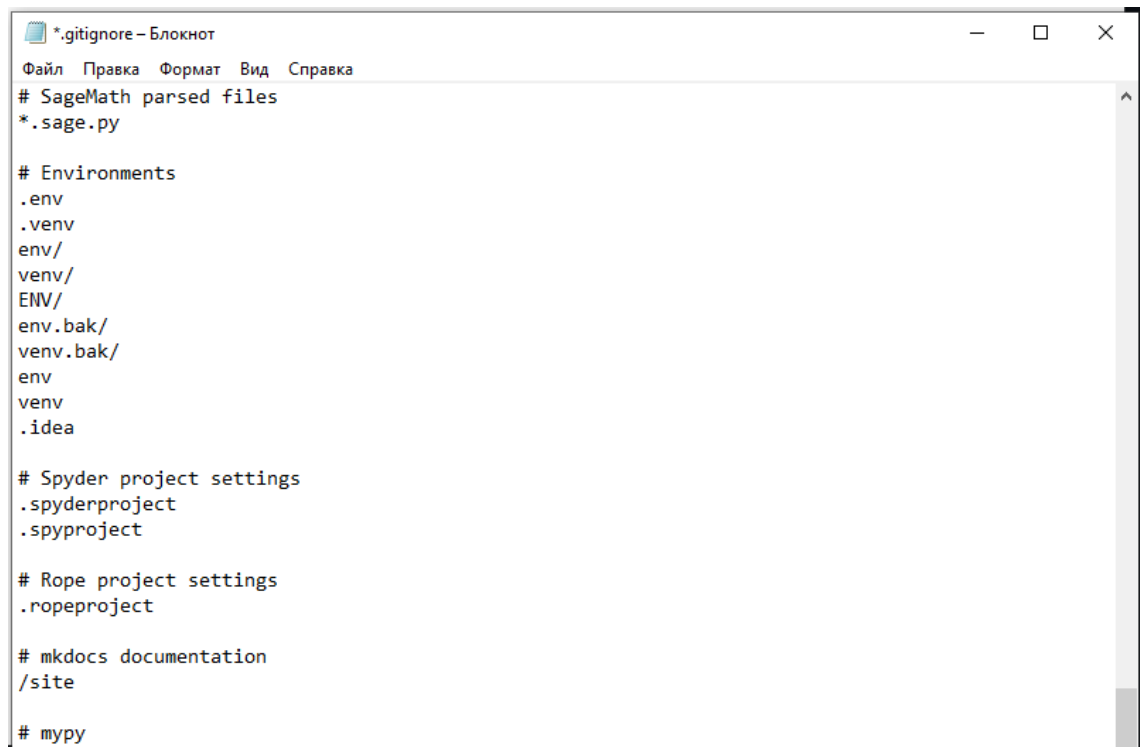 *.gitignore – Блокнот
Файл Правка Формат Вид Справка
# SageMath parsed files
*.sage.py
# Environments
.env
.venv
env/
venv/
ENV/
env.bak/
venv.bak/
env
venv
.idea
# Spyder project settings
.spyderproject
.spyproject
# Rope project settings
.ropeproject
# mkdocs documentation
/site
# mypy